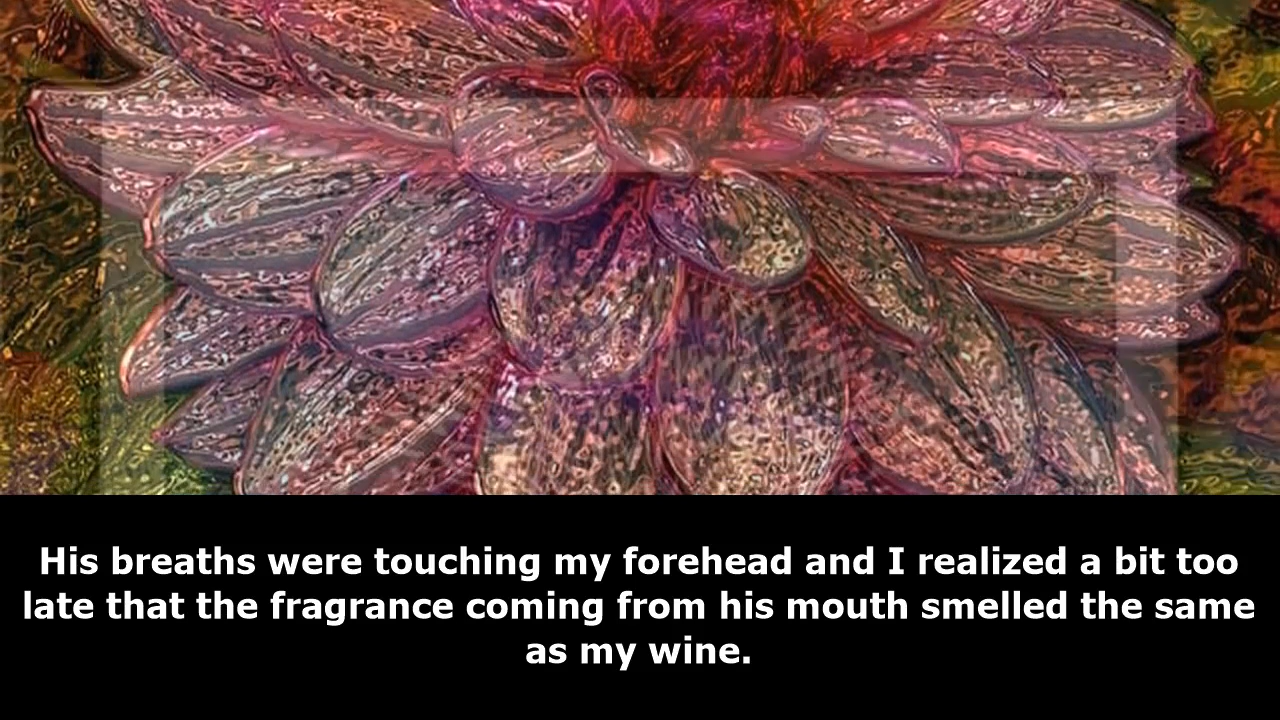 His breaths were touching my forehead and I realized a bit too
late that the fragrance coming from his mouth smelled the same
as my wine.